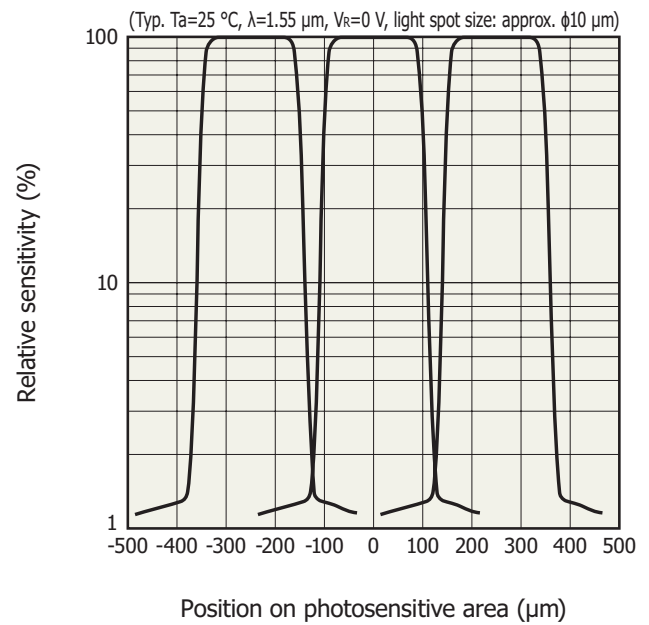 (Typ. Ta=25 °C, λ=1.55 μm, VR=0 V, light spot size: approx. ϕ10 μm)
100
10
1
Relative sensitivity (%)
-500 -400 -300 -200 -100 0 100 200 300 400 500
Position on photosensitive area (μm)